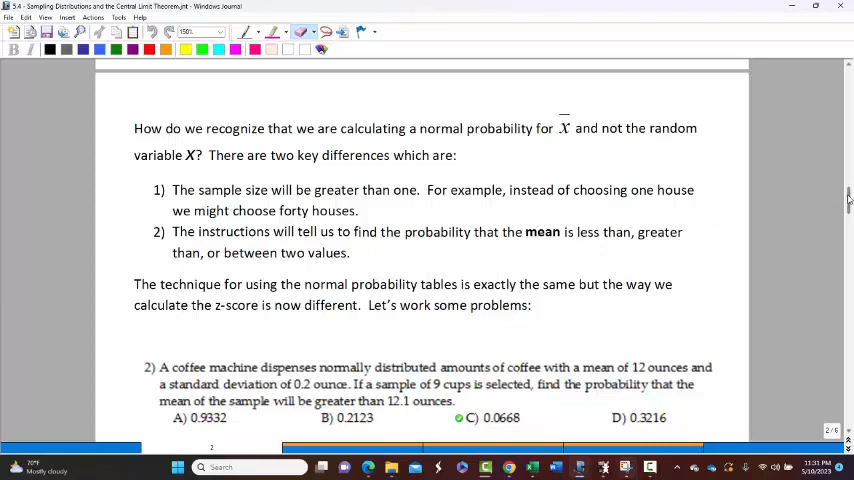 5.4 - Sampling Distributions and the Central Limit Theorem.jnt - Windows Journal
File Edit View Insert Actions Tools Help
150%
B I
How do we recognize that we are calculating a normal probability for x̅ and not the random
variable X? There are two key differences which are:
1) The sample size will be greater than one. For example, instead of choosing one house
we might choose forty houses.
2) The instructions will tell us to find the probability that the mean is less than, greater
than, or between two values.
The technique for using the normal probability tables is exactly the same but the way we
calculate the z-score is now different. Let's work some problems:
2) A coffee machine dispenses normally distributed amounts of coffee with a mean of 12 ounces and
a standard deviation of 0.2 ounce. If a sample of 9 cups is selected, find the probability that the
mean of the sample will be greater than 12.1 ounces.
A) 0.9332 B) 0.2123 C) 0.0668 D) 0.3216
2/6
2
70°F
Mostly cloudy
Search
11:31 PM
5/10/2023